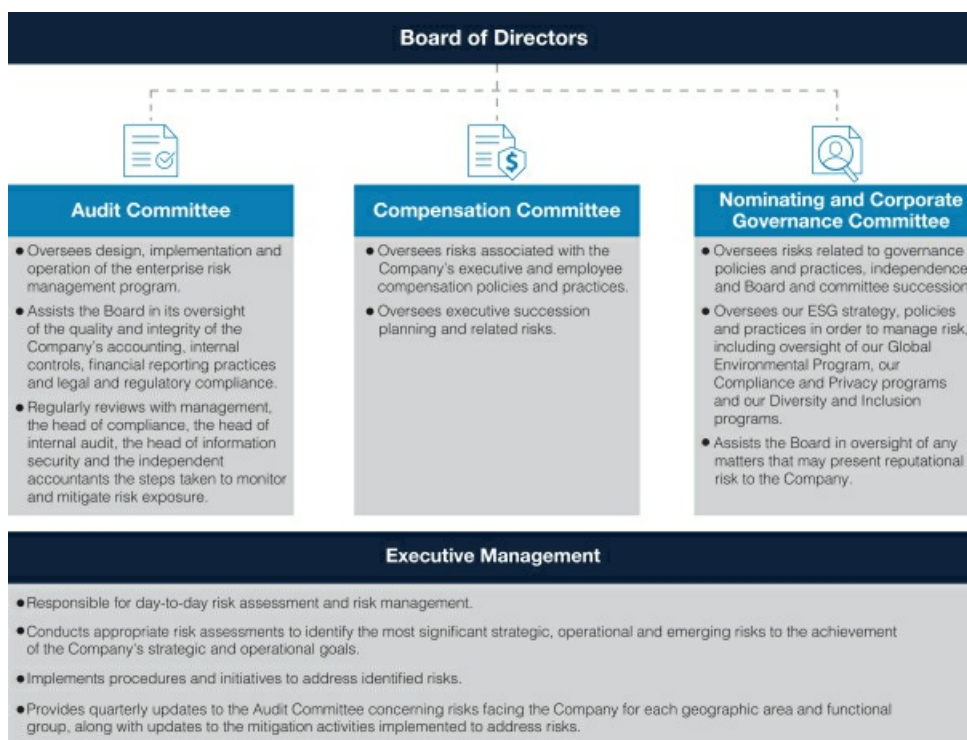 Board of Directors
Audit Committee
● Oversees design, implementation and
operation of the enterprise risk
management program.
● Assists the Board in its oversight
of the quality and integrity of the
Company's accounting, internal
controls, financial reporting practices
and legal and regulatory compliance.
● Regularly reviews with management,
the head of compliance, the head of
internal audit, the head of information
security and the independent
accountants the steps taken to monitor
and mitigate risk exposure.
Compensation Committee
● Oversees risks associated with the
Company's executive and employee
compensation policies and practices.
● Oversees executive succession
planning and related risks.
Nominating and Corporate
Governance Committee
● Oversees risks related to governance
policies and practices, independence
and Board and committee succession
● Oversees our ESG strategy, policies
and practices in order to manage risk,
including oversight of our Global
Environmental Program, our
Compliance and Privacy programs
and our Diversity and Inclusion
programs.
● Assists the Board in oversight of any
matters that may present reputational
risk to the Company.
Executive Management
● Responsible for day-to-day risk assessment and risk management.
● Conducts appropriate risk assessments to identify the most significant strategic, operational and emerging risks to the achievement
of the Company's strategic and operational goals.
● Implements procedures and initiatives to address identified risks.
● Provides quarterly updates to the Audit Committee concerning risks facing the Company for each geographic area and functional
group, along with updates to the mitigation activities implemented to address risks.